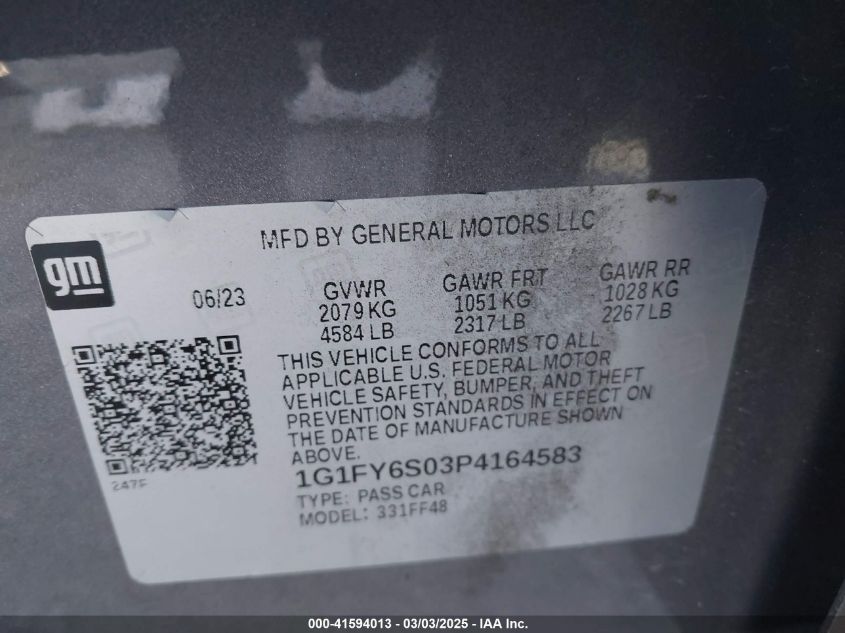 MFD BY GENERAL MOTORS LLC
gm
06/23
GVWR
2079 KG
4584 LB
GAWR FRT
1051 KG
2317 LB
GAWR RR
1028 KG
2267 LB
THIS VEHICLE CONFORMS TO ALL
APPLICABLE U.S. FEDERAL MOTOR
VEHICLE SAFETY, BUMPER, AND THEFT
PREVENTION STANDARDS IN EFFECT ON
THE DATE OF MANUFACTURE SHOWN
ABOVE.
247F
1G1FY6S03P4164583
TYPE: PASS CAR
MODEL: 331FF48
000-41594013 - 03/03/2025 - IAA Inc.